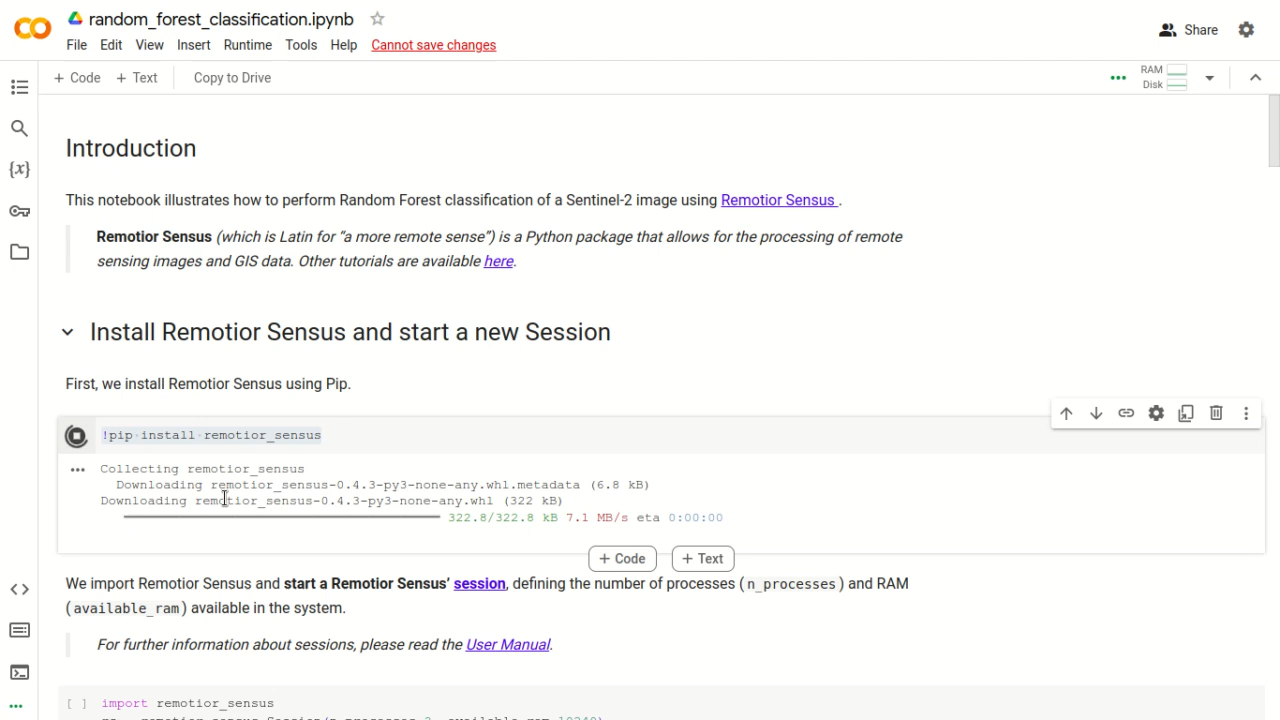 random_forest_classification.ipynb
File Edit View Insert Runtime Tools Help Cannot save changes
Share
+ Code + Text Copy to Drive
RAM
Disk
Introduction
This notebook illustrates how to perform Random Forest classification of a Sentinel-2 image using Remotior Sensus .
Remotior Sensus (which is Latin for “a more remote sense”) is a Python package that allows for the processing of remote
sensing images and GIS data. Other tutorials are available here.
Install Remotior Sensus and start a new Session
First, we install Remotior Sensus using Pip.
!pip install remotior_sensus
Collecting remotior_sensus
Downloading remotior_sensus-0.4.3-py3-none-any.whl.metadata (6.8 kB)
Downloading remotior_sensus-0.4.3-py3-none-any.whl (322 kB)
322.8/322.8 kB 7.1 MB/s eta 0:00:00
+ Code + Text
We import Remotior Sensus and start a Remotior Sensus’ session, defining the number of processes (n_processes) and RAM
(available_ram) available in the system.
For further information about sessions, please read the User Manual.
[ ] import remotior_sensus